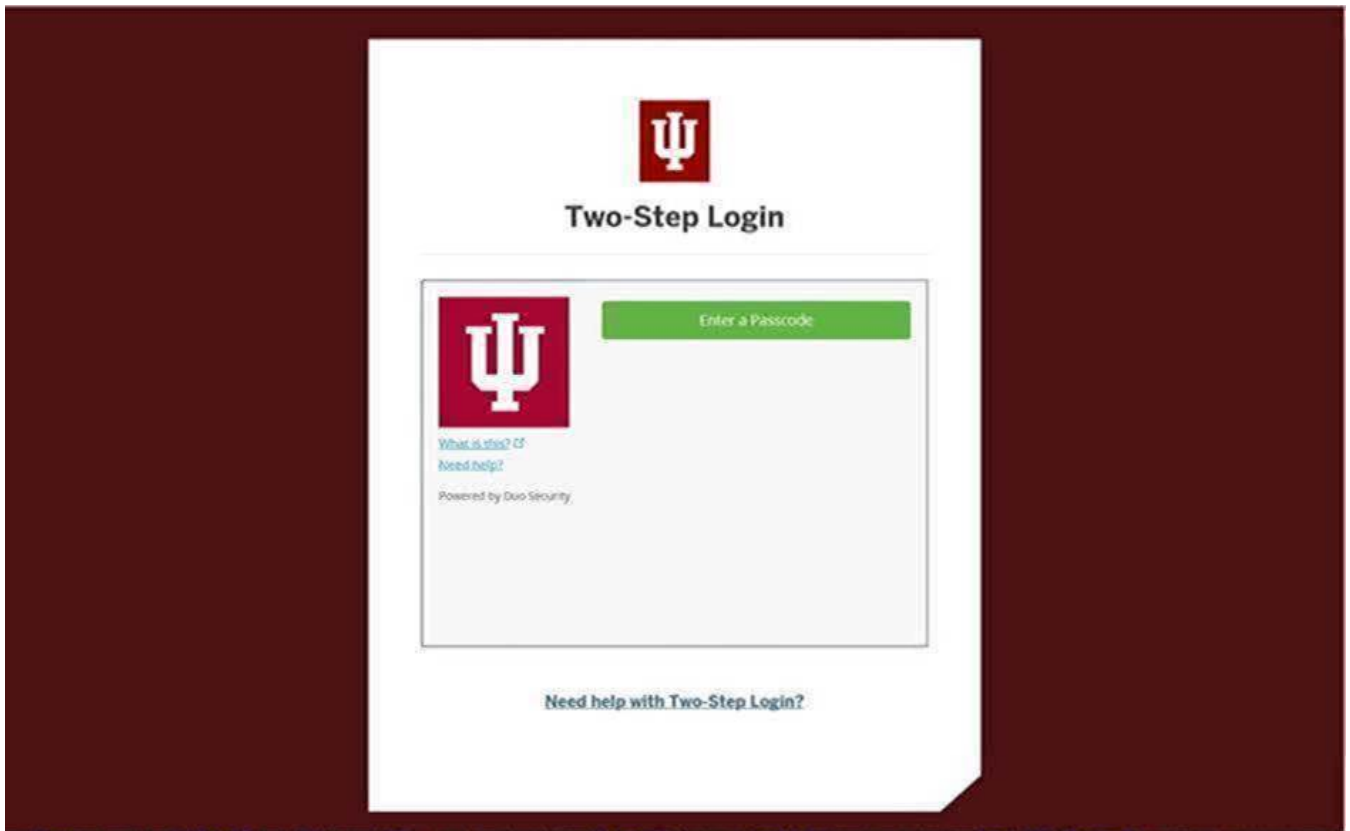 Two-Step Login
Enter a Passcode
What is this?
Need help?
Powered by Duo Security
Need help with Two-Step Login?